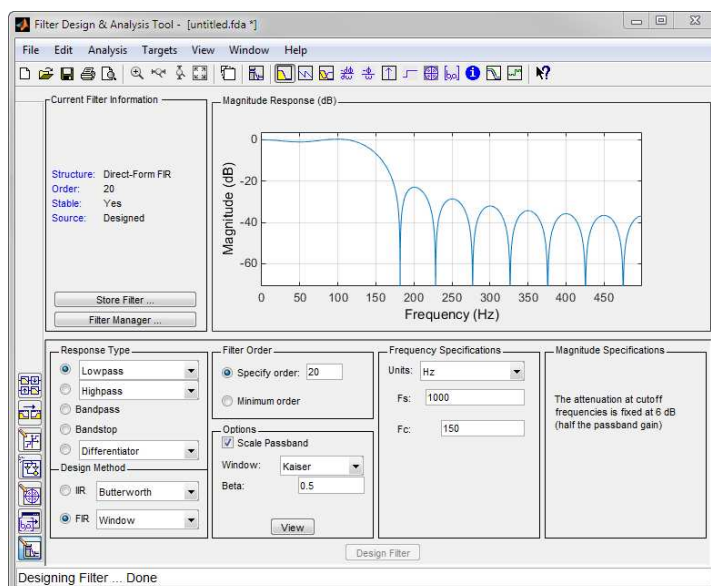 Filter Design & Analysis Tool - [untitled.fda *]
File Edit Analysis Targets View Window Help
Current Filter Information
Structure: Direct-Form FIR
Order: 20
Stable: Yes
Source: Designed
Store Filter ...
Filter Manager ...
Magnitude Response (dB)
Magnitude (dB)
0
-20
-40
-60
0 50 100 150 200 250 300 350 400 450
Frequency (Hz)
Response Type
Lowpass
Highpass
Bandpass
Bandstop
Differentiator
Design Method
IIR Butterworth
FIR Window
Filter Order
Specify order: 20
Minimum order
Options
Scale Passband
Window: Kaiser
Beta: 0.5
View
Frequency Specifications
Units: Hz
Fs: 1000
Fc: 150
Magnitude Specifications
The attenuation at cutoff
frequencies is fixed at 6 dB
(half the passband gain)
Design Filter
Designing Filter ... Done